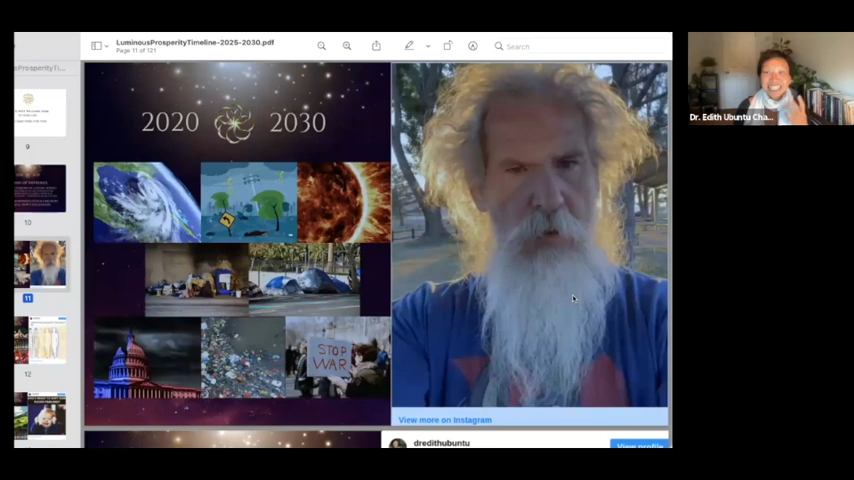 LuminousProsperityTimeline-2025-2030.pdf
Page 11 of 121
Search
sProsperityTi...
9
10
11
12
2020 2030
STOP
WAR
View more on Instagram
dredithubuntu
View profile
Dr. Edith Ubuntu Cha...